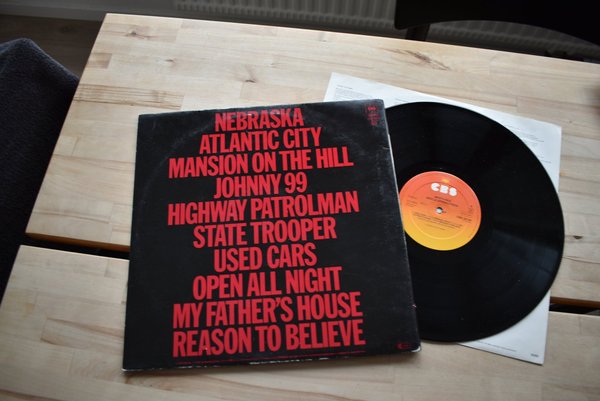 NEBRASKA
ATLANTIC CITY
MANSION ON THE HILL
JOHNNY 99
HIGHWAY PATROLMAN
STATE TROOPER
USED CARS
OPEN ALL NIGHT
MY FATHER'S HOUSE
REASON TO BELIEVE
CBS